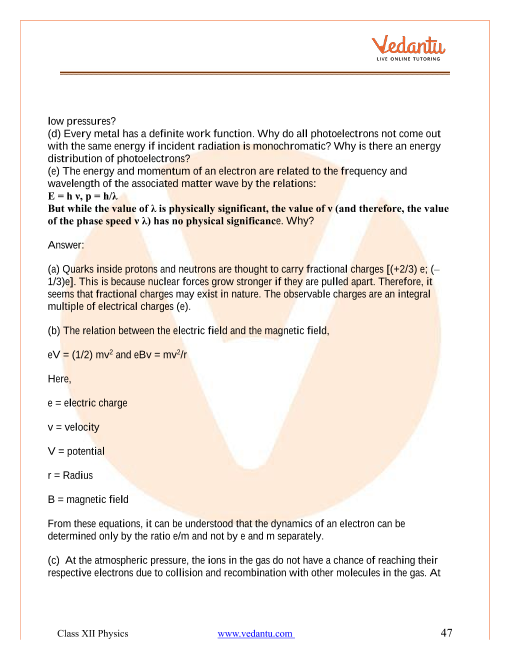 Vedantu
LIVE ONLINE TUTORING
low pressures?
(d) Every metal has a definite work function. Why do all photoelectrons not come out
with the same energy if incident radiation is monochromatic? Why is there an energy
distribution of photoelectrons?
(e) The energy and momentum of an electron are related to the frequency and
wavelength of the associated matter wave by the relations:
E = h ν, p = h/λ
But while the value of λ is physically significant, the value of ν (and therefore, the value
of the phase speed ν λ) has no physical significance. Why?
Answer:
(a) Quarks inside protons and neutrons are thought to carry fractional charges [(+2/3) e; (–
1/3)e]. This is because nuclear forces grow stronger if they are pulled apart. Therefore, it
seems that fractional charges may exist in nature. The observable charges are an integral
multiple of electrical charges (e).
(b) The relation between the electric field and the magnetic field,
eV = (1/2) mv² and eBv = mv²/r
Here,
e = electric charge
v = velocity
V = potential
r = Radius
B = magnetic field
From these equations, it can be understood that the dynamics of an electron can be
determined only by the ratio e/m and not by e and m separately.
(c) At the atmospheric pressure, the ions in the gas do not have a chance of reaching their
respective electrons due to collision and recombination with other molecules in the gas. At
Class XII Physics www.vedantu.com 47